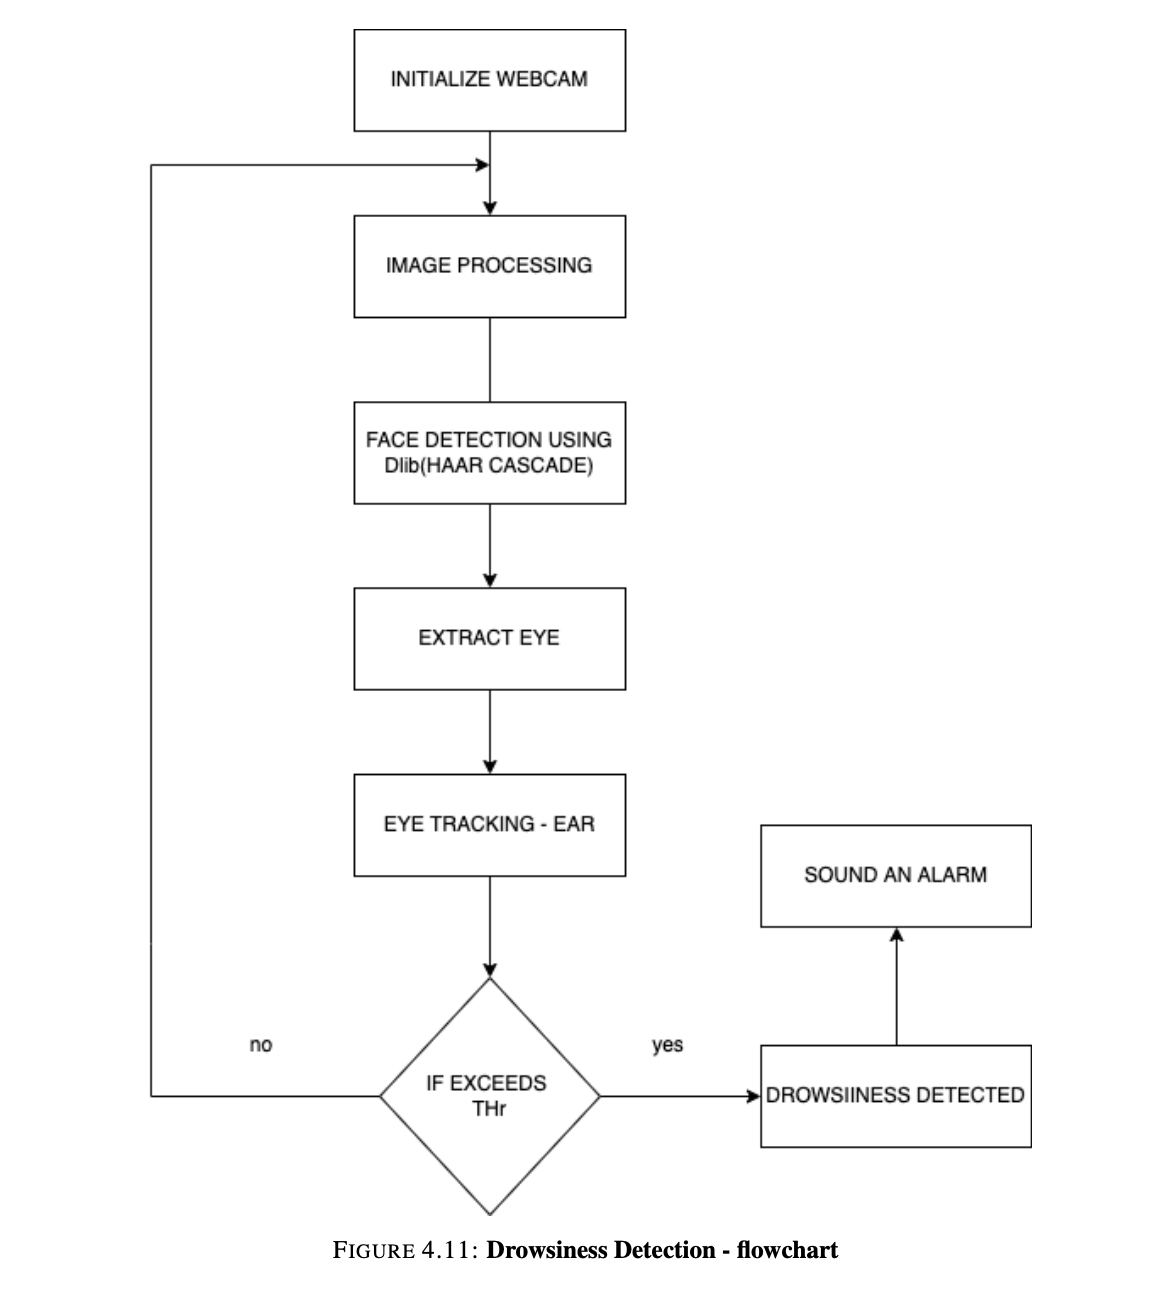 INITIALIZE WEBCAM
IMAGE PROCESSING
FACE DETECTION USING
Dlib(HAAR CASCADE)
EXTRACT EYE
EYE TRACKING - EAR
SOUND AN ALARM
no
yes
IF EXCEEDS
THr
DROWSIINESS DETECTED
FIGURE 4.11: Drowsiness Detection - flowchart